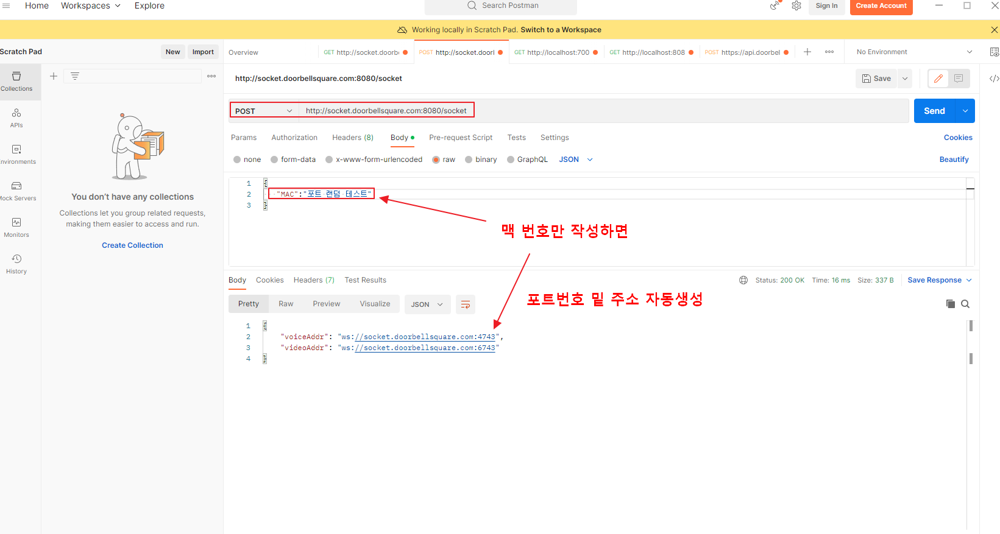 Home Workspaces Explore Search Postman Sign In Create Account
Working locally in Scratch Pad. Switch to a Workspace
Scratch Pad New Import Overview GET http://socket.doorb POST http://socket.doorl GET http://localhost:700 GET http://localhost:808 POST https://api.doorbel No Environment
http://socket.doorbellsquare.com:8080/socket Save
POST http://socket.doorbellsquare.com:8080/socket Send
Params Authorization Headers (8) Body Pre-request Script Tests Settings Cookies
none form-data x-www-form-urlencoded raw binary GraphQL JSON Beautify
Collections
APIs
nvironments
Mock Servers
Monitors
History
You don't have any collections
Collections let you group related requests,
making them easier to access and run.
Create Collection
1 {
2 "MAC":"포트 랜덤 테스트"
3 }
맥 번호만 작성하면
Body Cookies Headers (7) Test Results Status: 200 OK Time: 16 ms Size: 337 B Save Response
포트번호 밑 주소 자동생성
Pretty Raw Preview Visualize JSON
1 {
2 "voiceAddr": "ws://socket.doorbellsquare.com:4743",
3 "videoAddr": "ws://socket.doorbellsquare.com:6743"
4 }